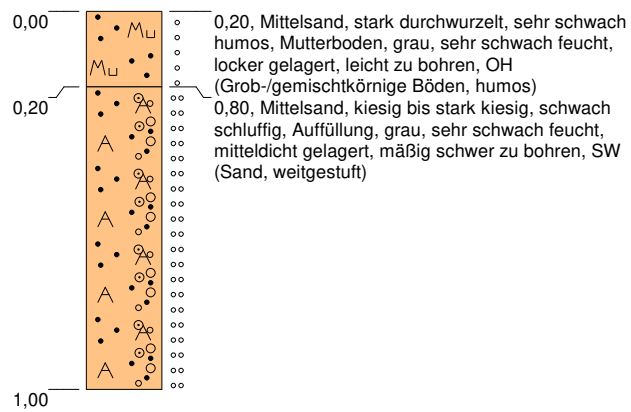 0,00
0,20, Mittelsand, stark durchwurzelt, sehr schwach
humos, Mutterboden, grau, sehr schwach feucht,
locker gelagert, leicht zu bohren, OH
(Grob-/gemischtkörnige Böden, humos)
Mu
Mu
0,20
0,80, Mittelsand, kiesig bis stark kiesig, schwach
schluffig, Auffüllung, grau, sehr schwach feucht,
mitteldicht gelagert, mäßig schwer zu bohren, SW
(Sand, weitgestuft)
A
A
A
A
A
A
A
A
1,00